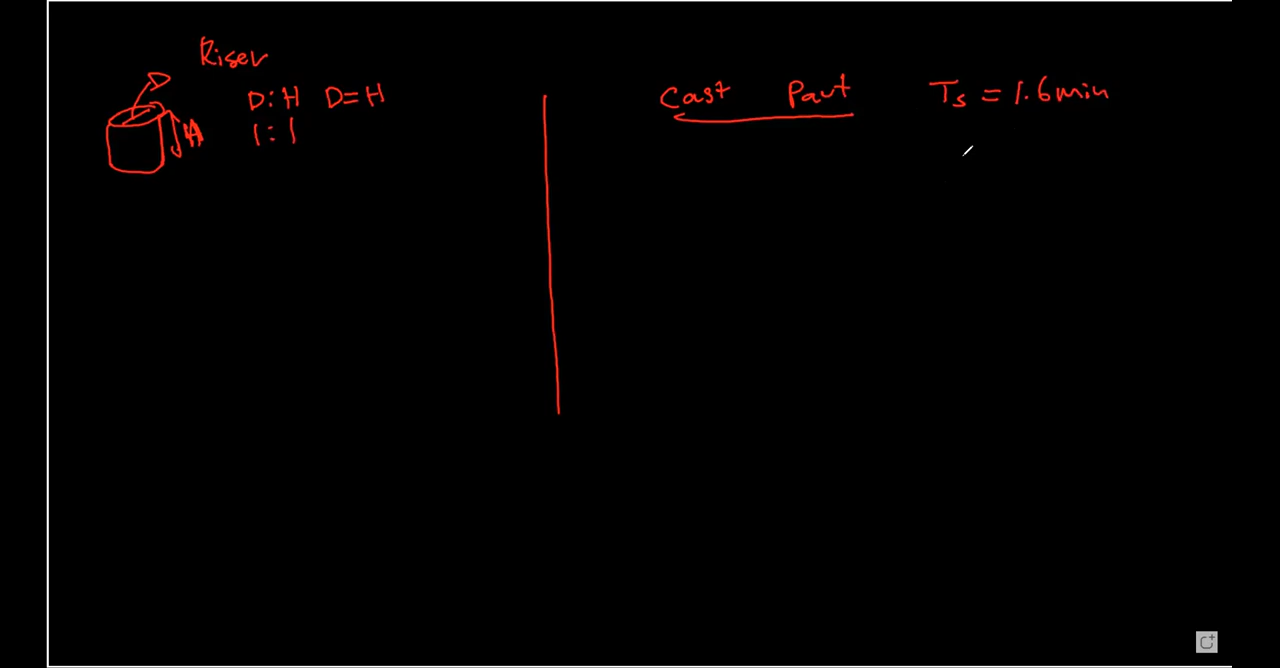 Riser
D:H D=H
1:1
H
Cast Part Ts = 1.6min